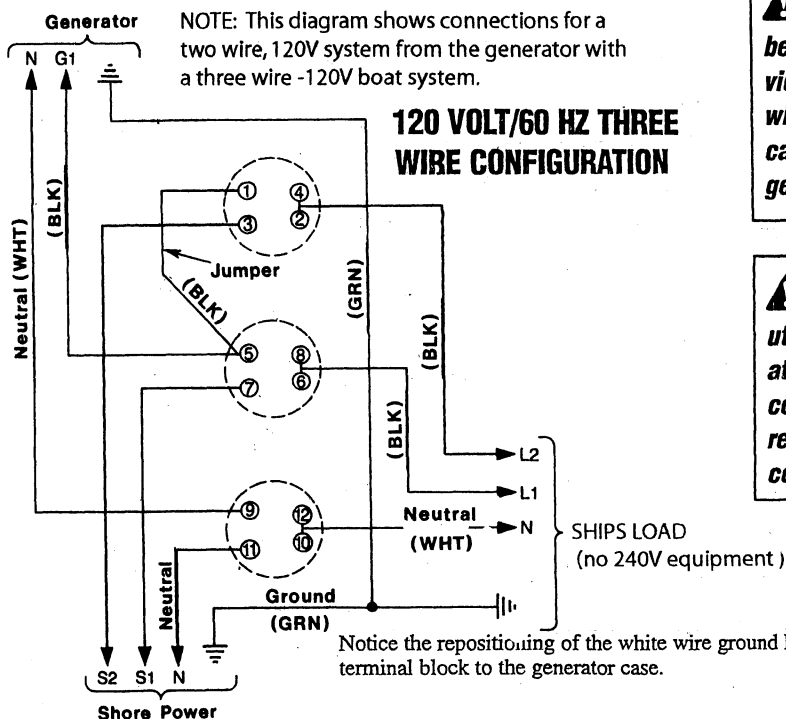 Generator
N G1
NOTE: This diagram shows connections for a
two wire, 120V system from the generator with
a three wire -120V boat system.
120 VOLT/60 HZ THREE
WIRE CONFIGURATION
Neutral (WHT)
(BLK)
1 4
3 2
Jumper
(BLK)
(GRN)
(BLK)
5 8
7 6
(BLK)
L2
L1
9 12
11 10
Neutral
(WHT)
N
SHIPS LOAD
(no 240V equipment)
Neutral
Ground
(GRN)
Notice the repositioning of the white wire ground
terminal block to the generator case.
S2 S1 N
Shore Power
be